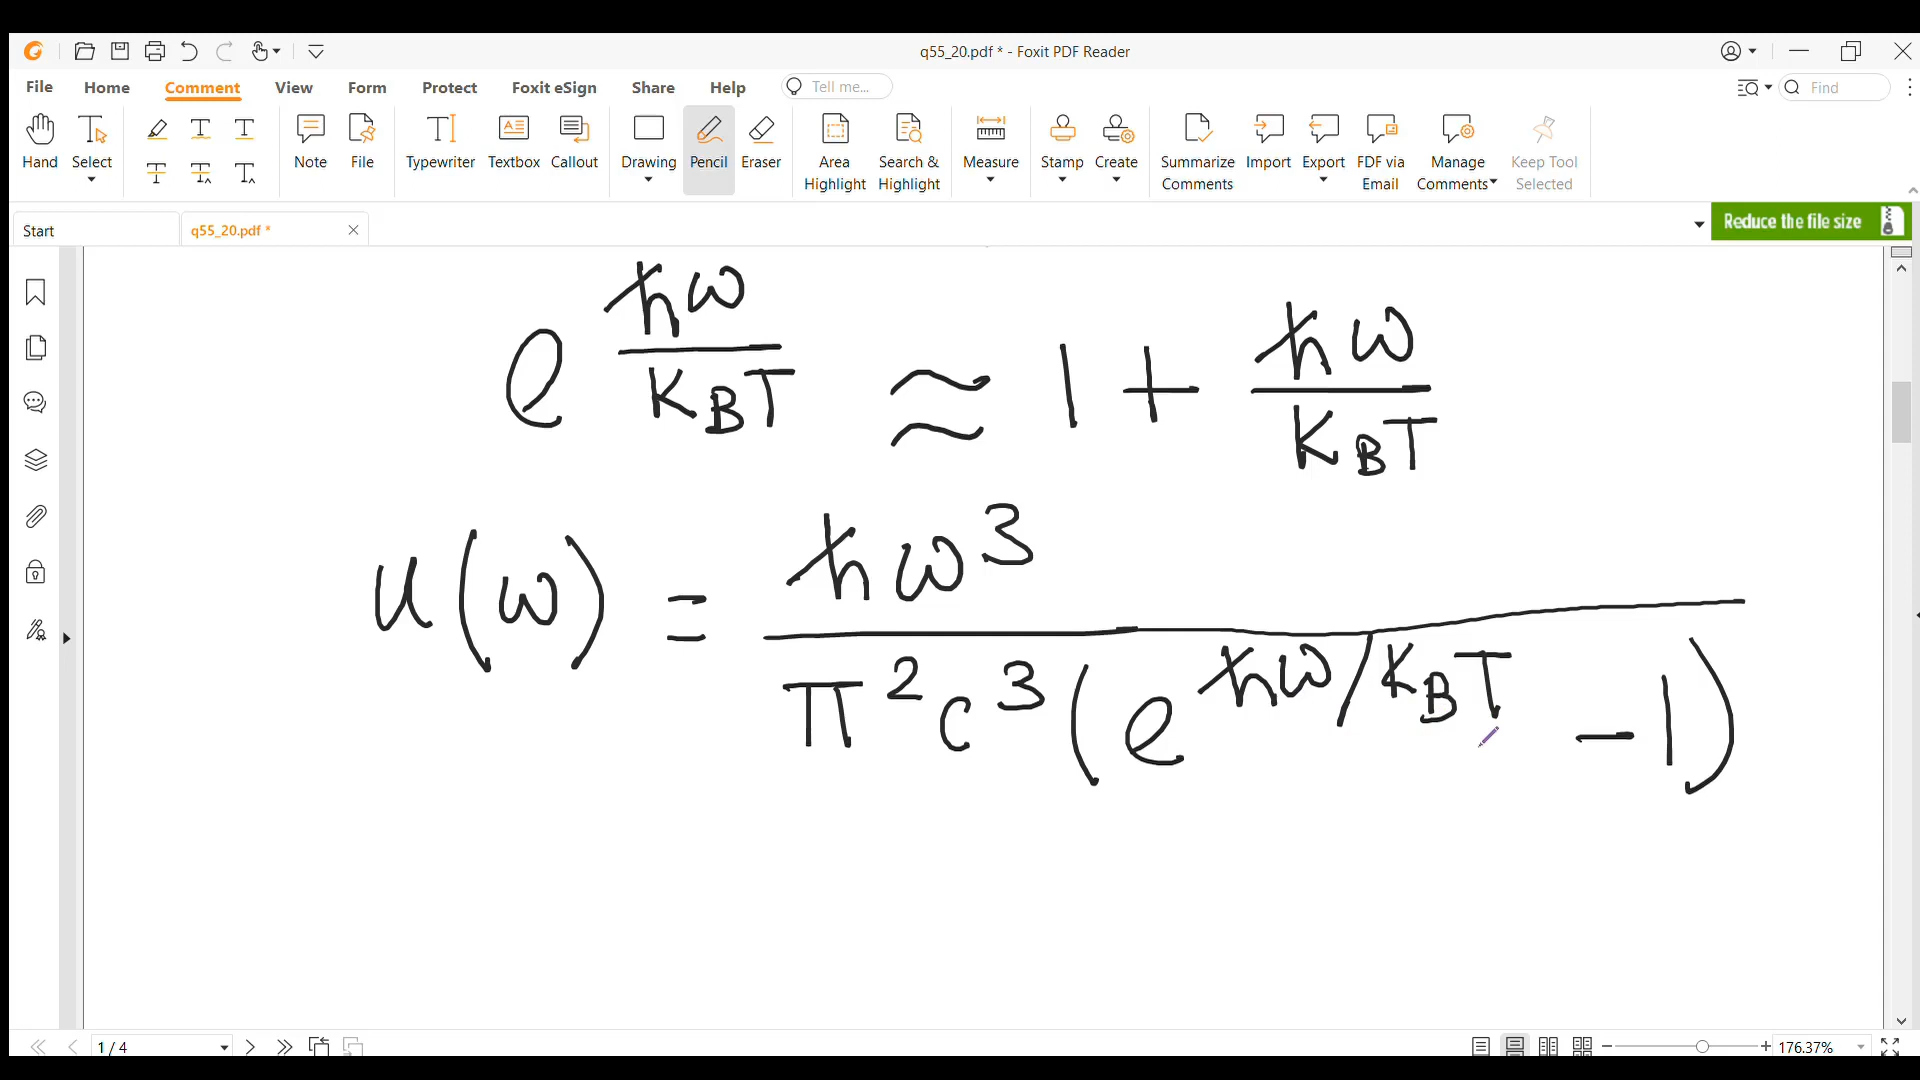 q55_20.pdf * - Foxit PDF Reader
File Home Comment View Form Protect Foxit eSign Share Help Tell me... Find
Hand Select Note File Typewriter Textbox Callout Drawing Pencil Eraser Area Highlight Search & Highlight Measure Stamp Create Summarize Comments Import Export FDF via Email Manage Comments Keep Tool Selected
Start q55_20.pdf * Reduce the file size
e^{ħω/K_BT} ≈ 1 + ħω/K_BT
u(ω) = ħω³ / π²c³(e^{ħω/K_BT} − 1)
1 / 4 176.37%